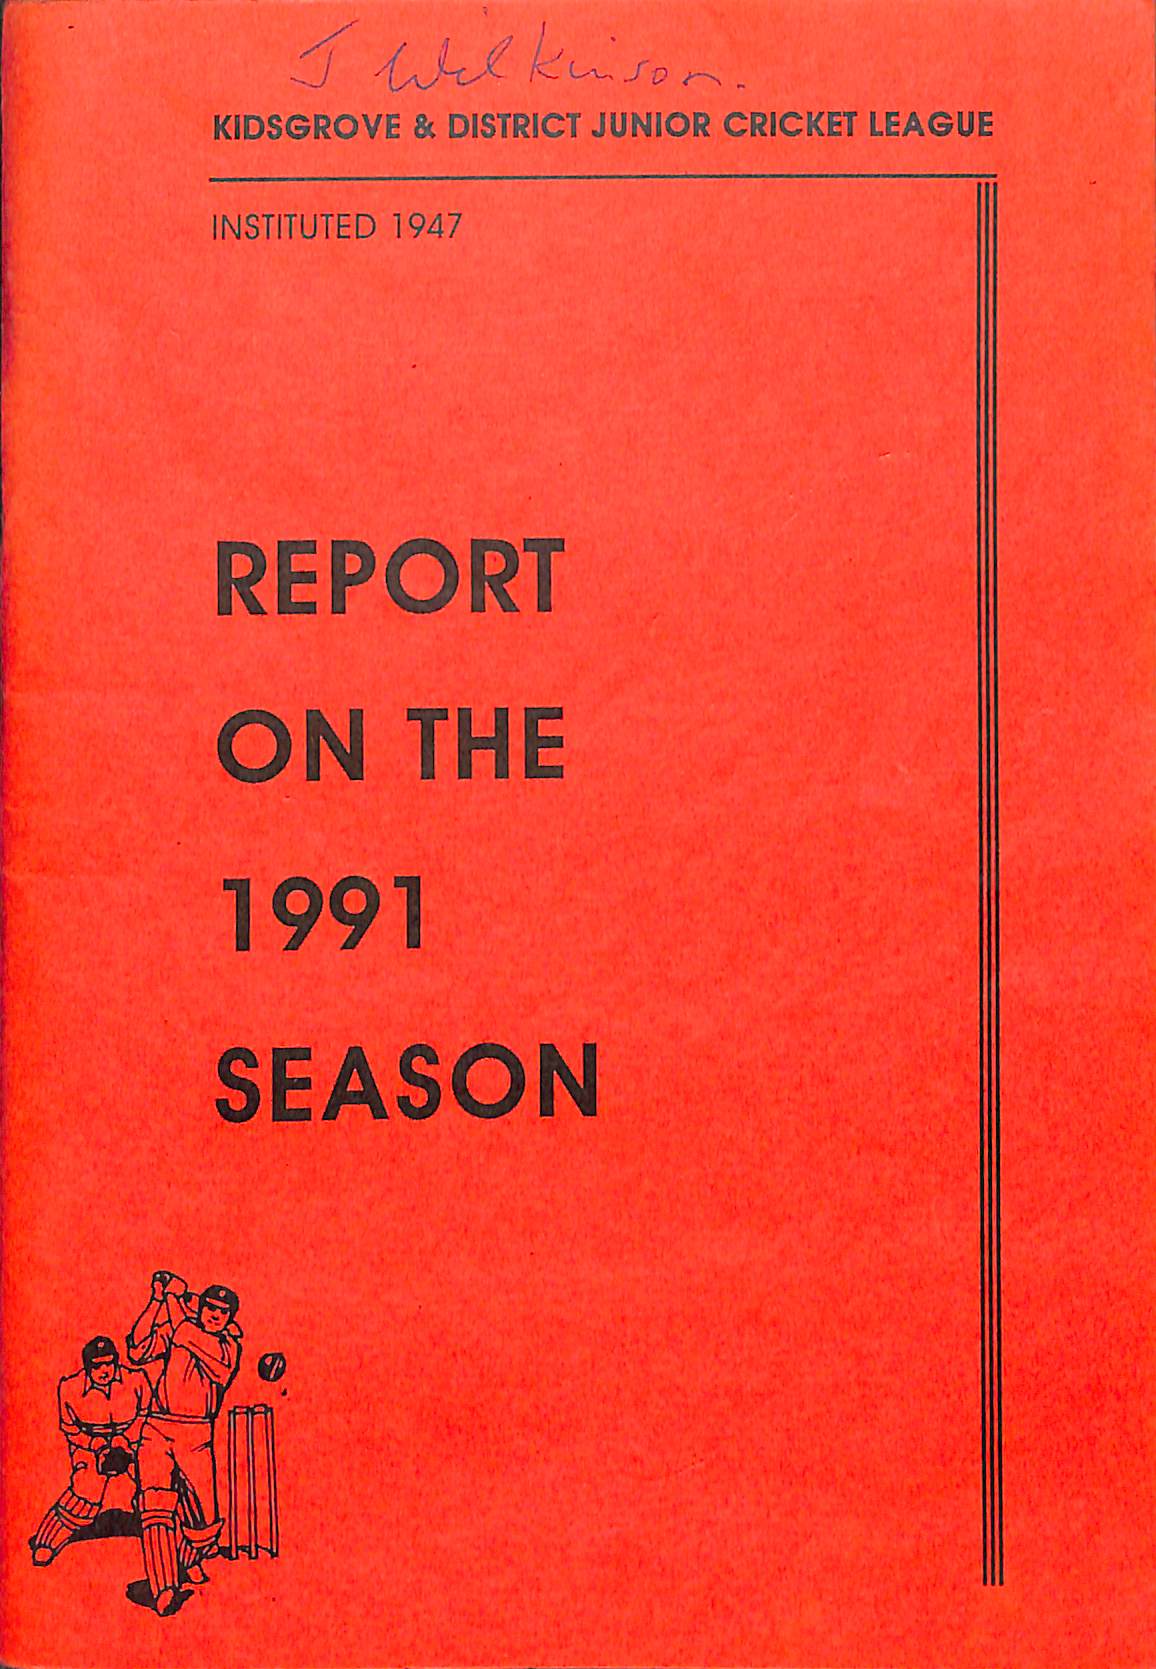 J Wilkinson.
KIDSGROVE & DISTRICT JUNIOR CRICKET LEAGUE
INSTITUTED 1947
REPORT
ON THE
1991
SEASON